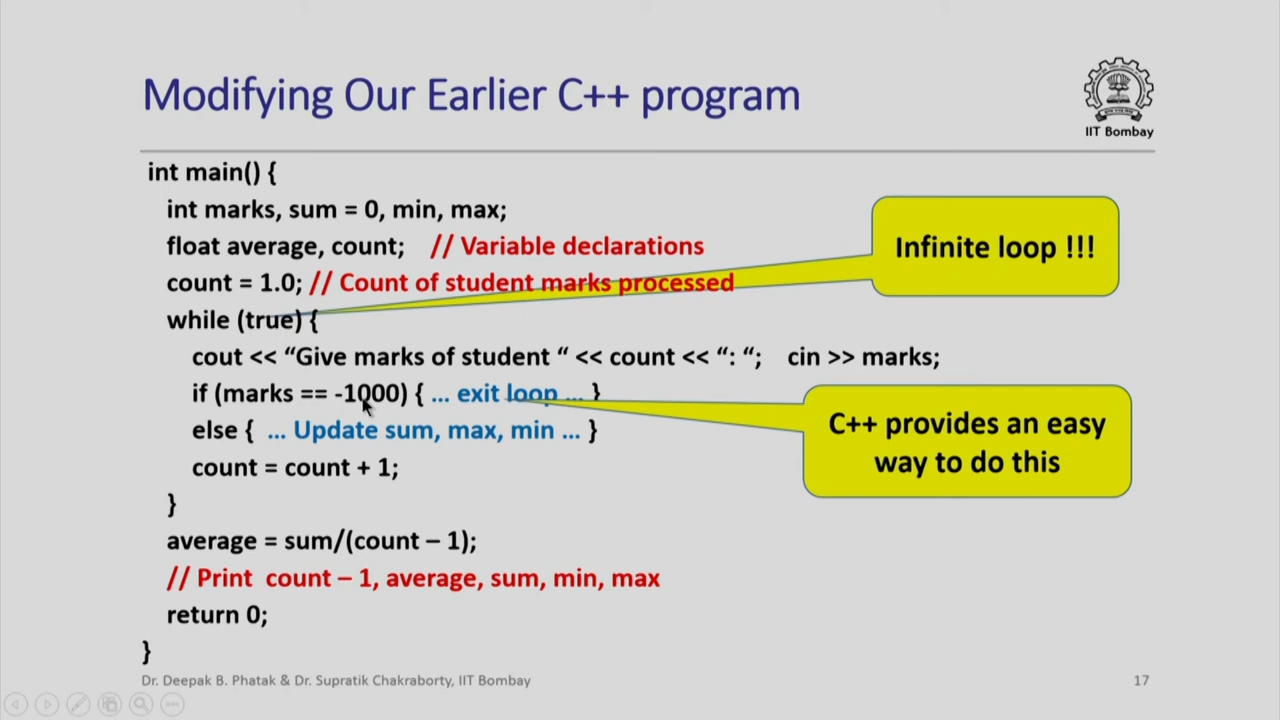 Modifying Our Earlier C++ program
IIT Bombay
int main() {
int marks, sum = 0, min, max;
float average, count; // Variable declarations
count = 1.0; // Count of student marks processed
while (true) {
cout << “Give marks of student “ << count << “: “; cin >> marks;
if (marks == -1000) { ... exit loop ... }
else { ... Update sum, max, min ... }
count = count + 1;
}
average = sum/(count – 1);
// Print count – 1, average, sum, min, max
return 0;
}
Infinite loop !!!
C++ provides an easy
way to do this
Dr. Deepak B. Phatak & Dr. Supratik Chakraborty, IIT Bombay
17